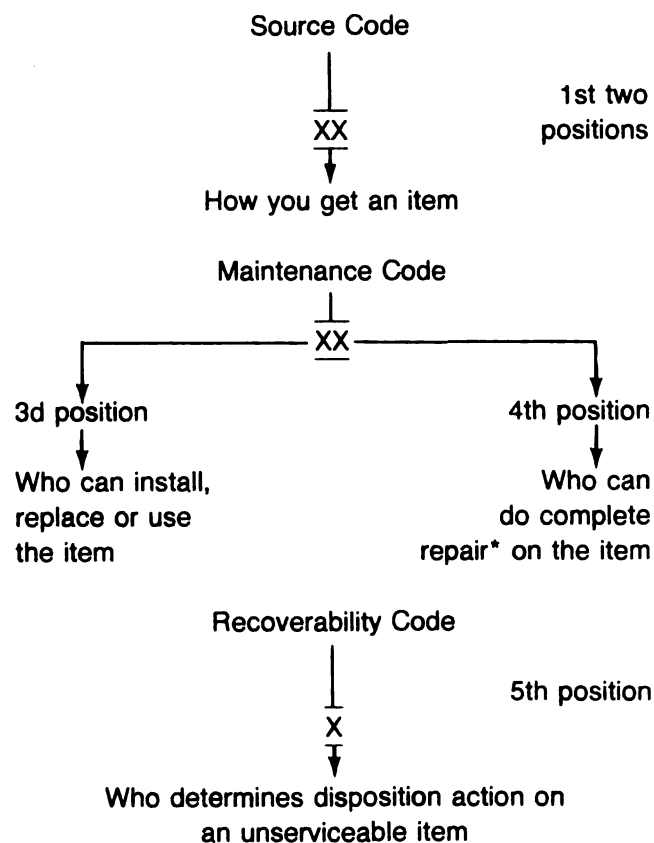 Source Code
1st two
positions
XX
How you get an item
Maintenance Code
XX
3d position
4th position
Who can install,
replace or use
the item
Who can
do complete
repair* on the item
Recoverability Code
5th position
X
Who determines disposition action on
an unserviceable item